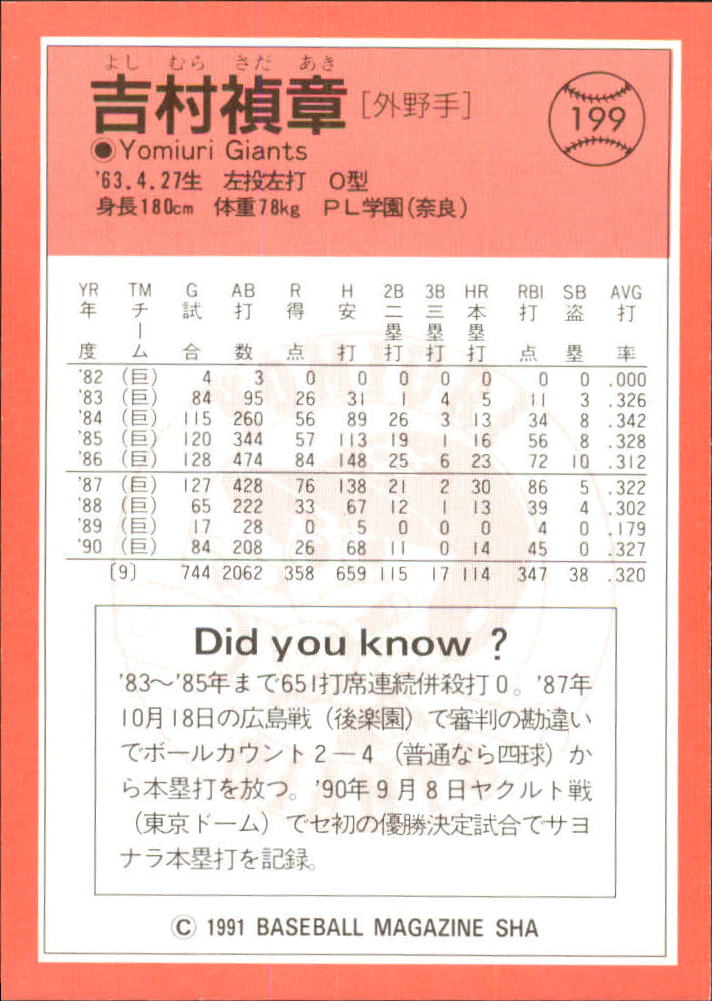 よし むら さだ あき
吉村禎章 [外野手]
199
●Yomiuri Giants
'63.4.27生 左投左打 O型
身長180cm 体重78kg PL学園(奈良)
YR TM G AB R H 2B 3B HR RBI SB AVG
年度 チーム 試合 打数 得点 安打 二塁打 三塁打 本塁打 打点 盗塁 打率
'82 (巨) 4 3 0 0 0 0 0 0 0 .000
'83 (巨) 84 95 26 31 1 4 5 11 3 .326
'84 (巨) 115 260 56 89 26 3 13 34 8 .342
'85 (巨) 120 344 57 113 19 1 16 56 8 .328
'86 (巨) 128 474 84 148 25 6 23 72 10 .312
'87 (巨) 127 428 76 138 21 2 30 86 5 .322
'88 (巨) 65 222 33 67 12 1 13 39 4 .302
'89 (巨) 17 28 0 5 0 0 0 4 0 .179
'90 (巨) 84 208 26 68 11 0 14 45 0 .327
〔9〕 744 2062 358 659 115 17 114 347 38 .320
Did you know ?
'83〜'85年まで651打席連続併殺打0。'87年
10月18日の広島戦（後楽園）で審判の勘違い
でボールカウント2－4（普通なら四球）か
ら本塁打を放つ。'90年9月8日ヤクルト戦
（東京ドーム）でセ初の優勝決定試合でサヨ
ナラ本塁打を記録。
© 1991 BASEBALL MAGAZINE SHA